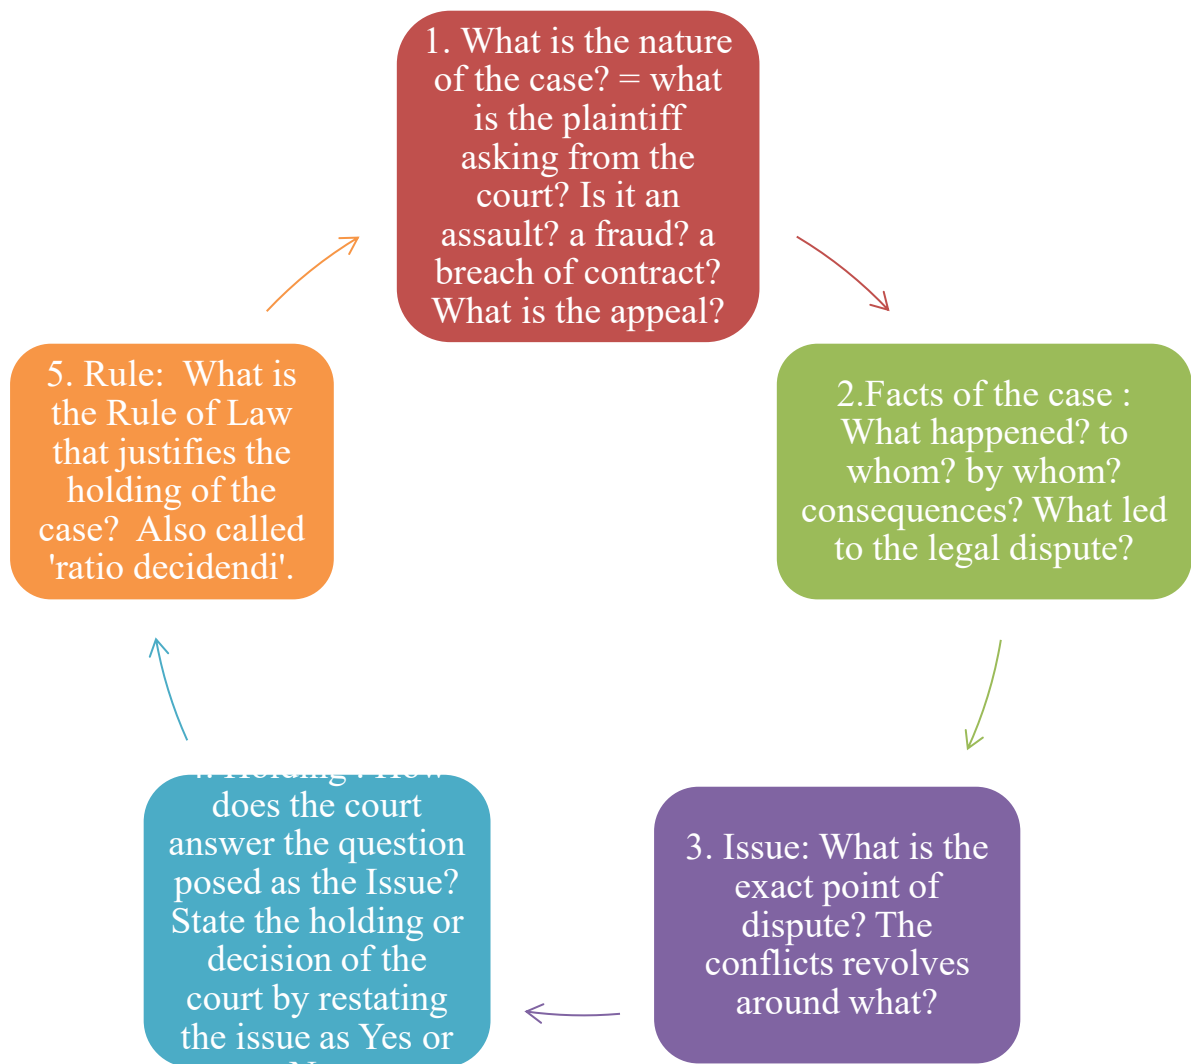 1. What is the nature
of the case? = what
is the plaintiff
asking from the
court? Is it an
assault? a fraud? a
breach of contract?
What is the appeal?
2.Facts of the case :
What happened? to
whom? by whom?
consequences? What led
to the legal dispute?
3. Issue: What is the
exact point of
dispute? The
conflicts revolves
around what?
4. Holding : How
does the court
answer the question
posed as the Issue?
State the holding or
decision of the
court by restating
the issue as Yes or
5. Rule:  What is
the Rule of Law
that justifies the
holding of the
case?  Also called
'ratio decidendi'.